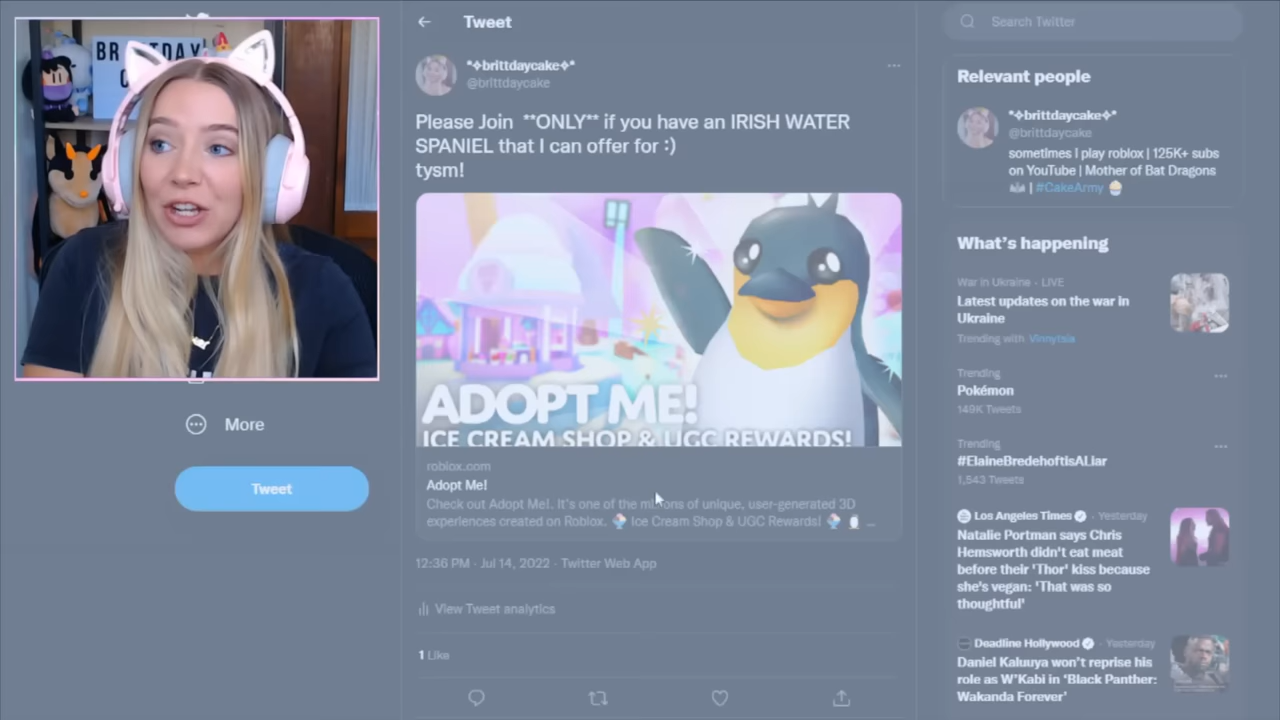 BRITTDAY
C
More
Tweet
Tweet
*✧brittdaycake✧*
@brittdaycake
Please Join **ONLY** if you have an IRISH WATER
SPANIEL that I can offer for :)
tysm!
ADOPT ME!
ICE CREAM SHOP & UGC REWARDS!
roblox.com
Adopt Me!
Check out Adopt Me!. It's one of the millions of unique, user-generated 3D
experiences created on Roblox. 🍧 Ice Cream Shop & UGC Rewards! 🍧 🐧 ...
12:36 PM · Jul 14, 2022 · Twitter Web App
View Tweet analytics
1 Like
Search Twitter
Relevant people
*✧brittdaycake✧*
@brittdaycake
sometimes I play roblox | 125K+ subs
on YouTube | Mother of Bat Dragons
🦇 | #CakeArmy 🧁
What's happening
War in Ukraine · LIVE
Latest updates on the war in
Ukraine
Trending with Vinnytsia
Trending
Pokémon
149K Tweets
Trending
#ElaineBredehoftisALiar
1,543 Tweets
Los Angeles Times · Yesterday
Natalie Portman says Chris
Hemsworth didn't eat meat
before their 'Thor' kiss because
she's vegan: 'That was so
thoughtful'
Deadline Hollywood · Yesterday
Daniel Kaluuya won't reprise his
role as W'Kabi in 'Black Panther:
Wakanda Forever'